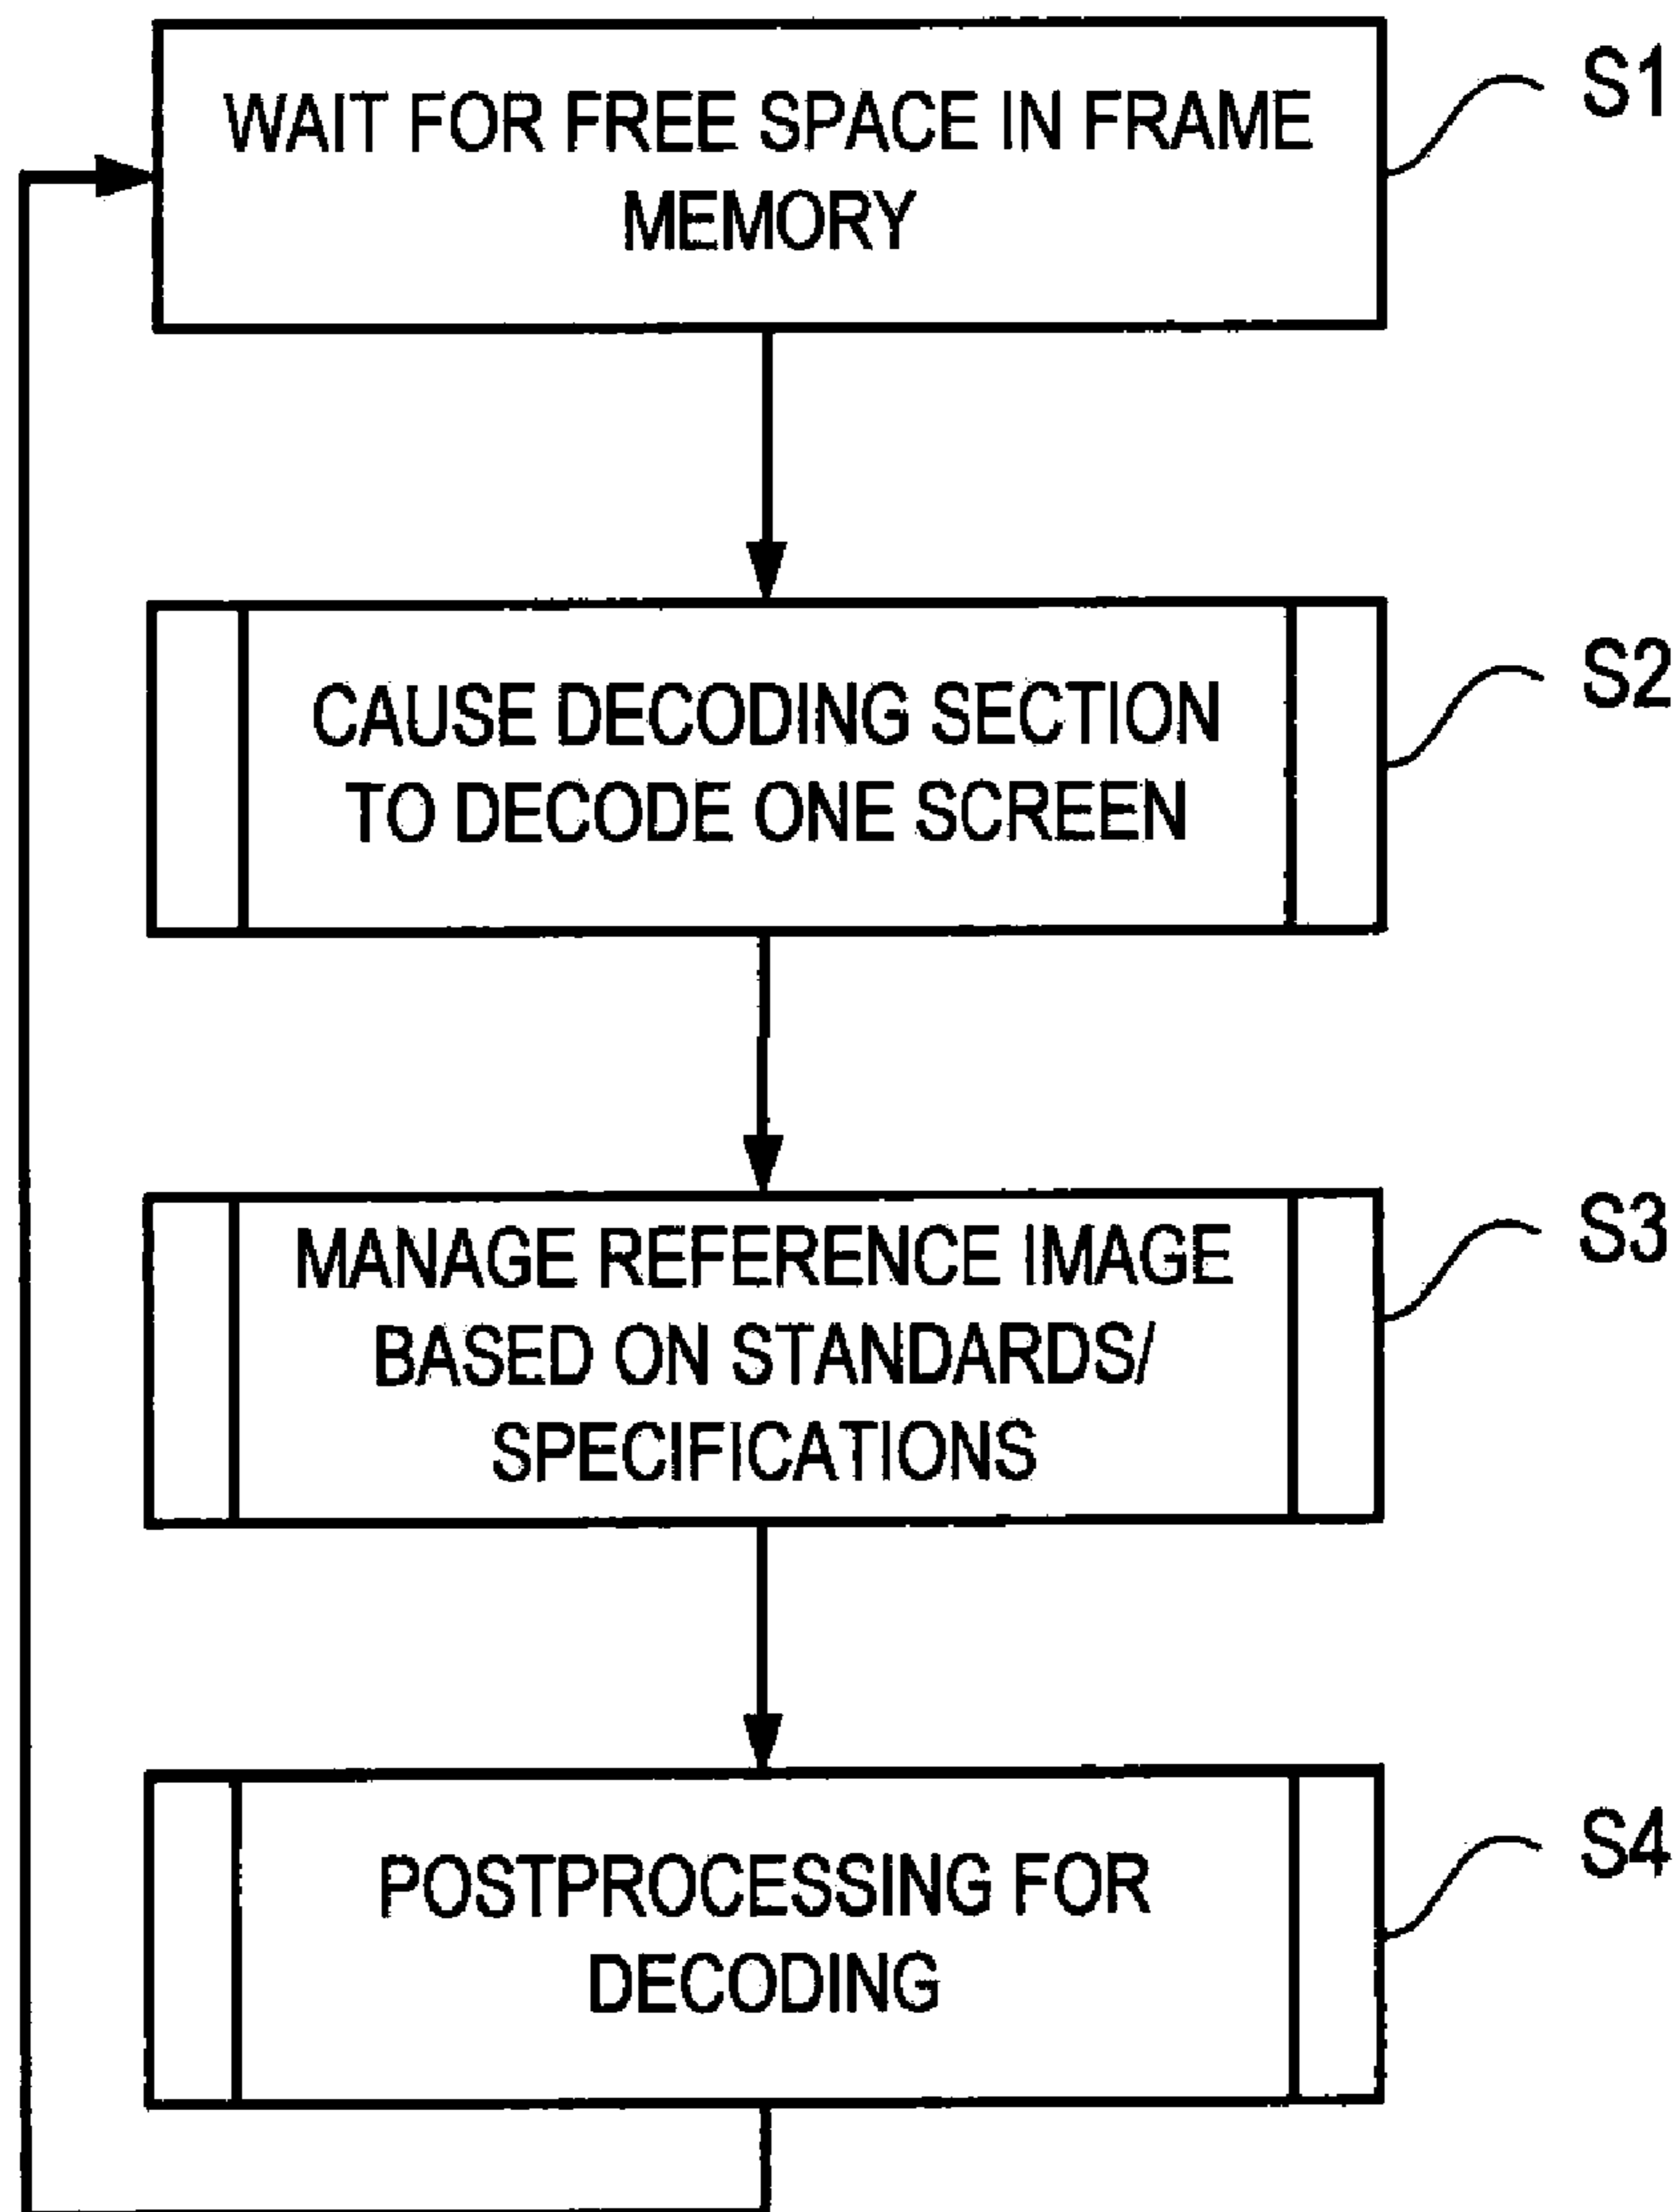 WAIT FOR FREE SPACE IN FRAME
MEMORY
S1
CAUSE DECODING SECTION
TO DECODE ONE SCREEN
S2
MANAGE REFERENCE IMAGE
BASED ON STANDARDS/
SPECIFICATIONS
S3
POSTPROCESSING FOR
DECODING
S4